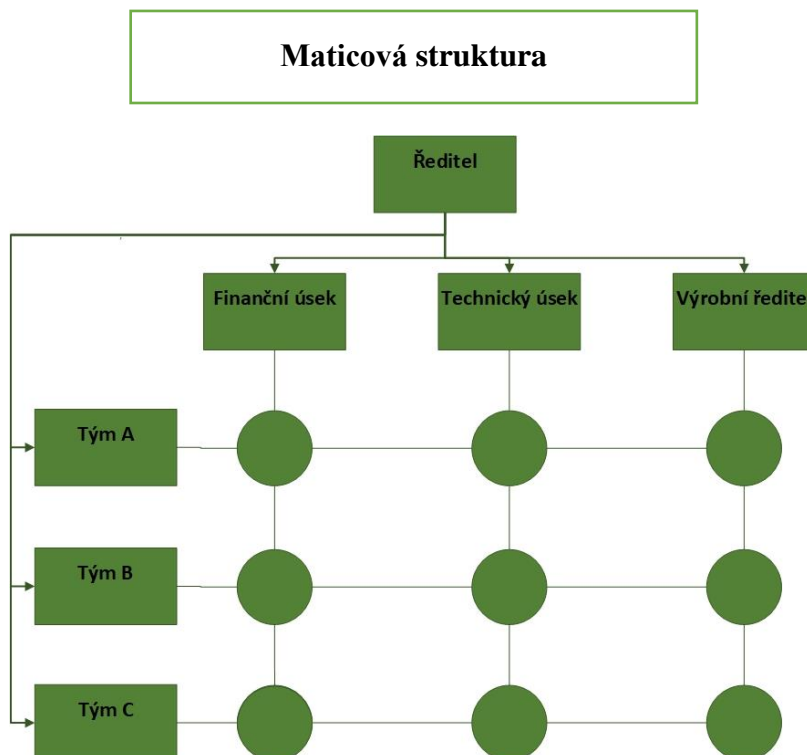 Maticová struktura
Ředitel
Finanční úsek
Technický úsek
Výrobní ředite
Tým A
Tým B
Tým C